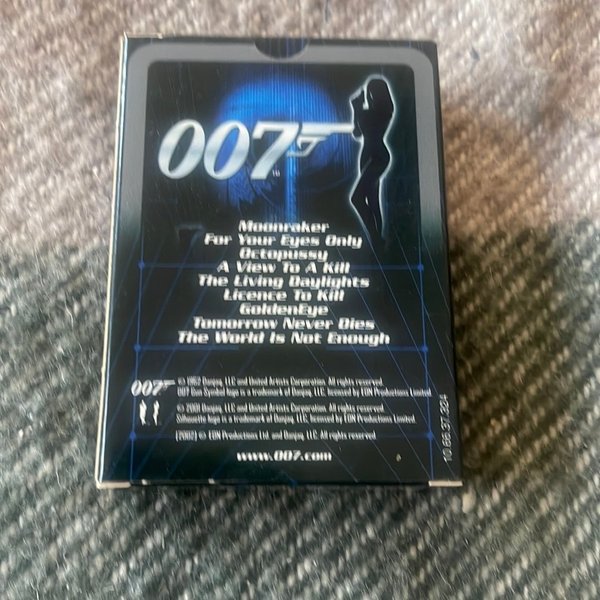 007
TM
Moonraker
For Your Eyes Only
Octopussy
A View To A Kill
The Living Daylights
Licence To Kill
GoldenEye
Tomorrow Never Dies
The World Is Not Enough
007 © 1962 Danjaq, LLC and United Artists Corporation. All rights reserved.
007 Gun Symbol logo is a trademark of Danjaq, LLC, licensed by EON Productions Limited.
© 2001 Danjaq, LLC and United Artists Corporation. All rights reserved.
Silhouette logo is a trademark of Danjaq, LLC, licensed by EON Productions Limited.
(2002) © EON Productions Ltd. and Danjaq, LLC. All rights reserved.
www.007.com
10.66.37.324